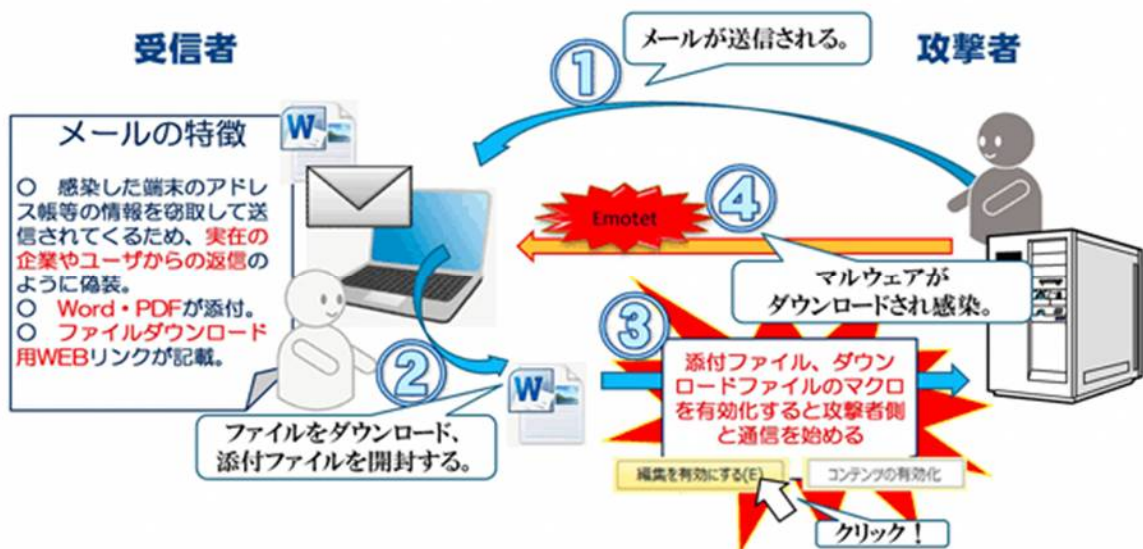 受信者
攻撃者
①
メールが送信される。
メールの特徴
○　感染した端末のアドレ
ス帳等の情報を窃取して送
信されてくるため、実在の
企業やユーザからの返信の
ように偽装。
○　Word・PDFが添付。
○　ファイルダウンロード
用WEBリンクが記載。
W
②
W
ファイルをダウンロード、
添付ファイルを開封する。
③
添付ファイル、ダウン
ロードファイルのマクロ
を有効化すると攻撃者側
と通信を始める
編集を有効にする(E)
コンテンツの有効化
クリック！
④
Emotet
マルウェアが
ダウンロードされ感染。